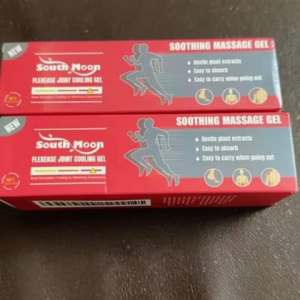 NEW
South Moon
FLEXEASE JOINT COOLING GEL
SOOTHING MASSAGE GEL
Gentle plant extracts
Easy to absorb
Easy to carry when going out
NEW
South Moon
FLEXEASE JOINT COOLING GEL
SOOTHING MASSAGE GEL
Gentle plant extracts
Easy to absorb
Easy to carry when going out